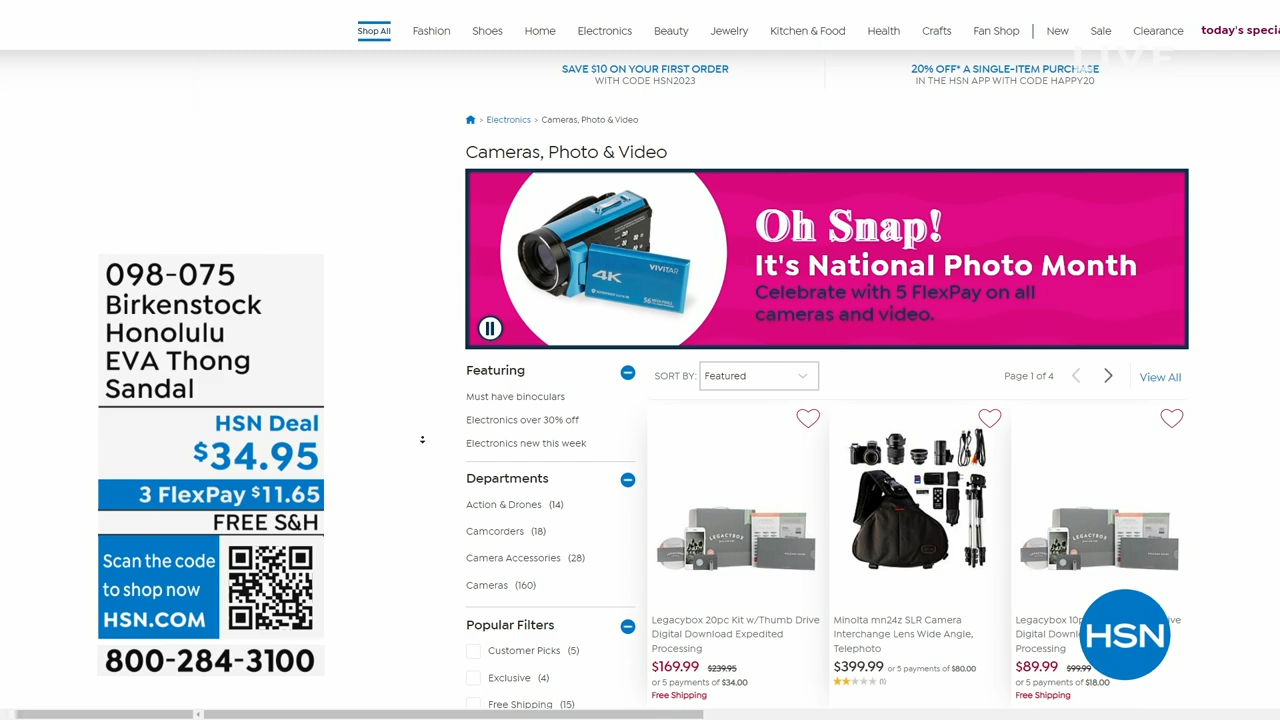 Shop All Fashion Shoes Home Electronics Beauty Jewelry Kitchen & Food Health Crafts Fan Shop New Sale Clearance today's specia
LIVE
SAVE $10 ON YOUR FIRST ORDER
WITH CODE HSN2023
20% OFF* A SINGLE-ITEM PURCHASE
IN THE HSN APP WITH CODE HAPPY20
> Electronics > Cameras, Photo & Video
Cameras, Photo & Video
4K
VIVITAR
Oh Snap!
It's National Photo Month
Celebrate with 5 FlexPay on all
cameras and video.
098-075
Birkenstock
Honolulu
EVA Thong
Sandal
HSN Deal
$34.95
3 FlexPay $11.65
FREE S&H
Scan the code
to shop now
HSN.COM
800-284-3100
Featuring
Must have binoculars
Electronics over 30% off
Electronics new this week
Departments
Action & Drones (14)
Camcorders (18)
Camera Accessories (28)
Cameras (160)
Popular Filters
Customer Picks (5)
Exclusive (4)
Free Shipping (15)
SORT BY: Featured
Page 1 of 4
View All
LEGACYBOX
Legacybox 20pc Kit w/Thumb Drive
Digital Download Expedited
Processing
$169.99 $239.95
or 5 payments of $34.00
Free Shipping
Minolta mn24z SLR Camera
Interchange Lens Wide Angle,
Telephoto
$399.99 or 5 payments of $80.00
(1)
LEGACYBOX
Legacybox 10p ve
Digital Downl
Processing
$89.99 $99.99
or 5 payments of $18.00
Free Shipping
HSN